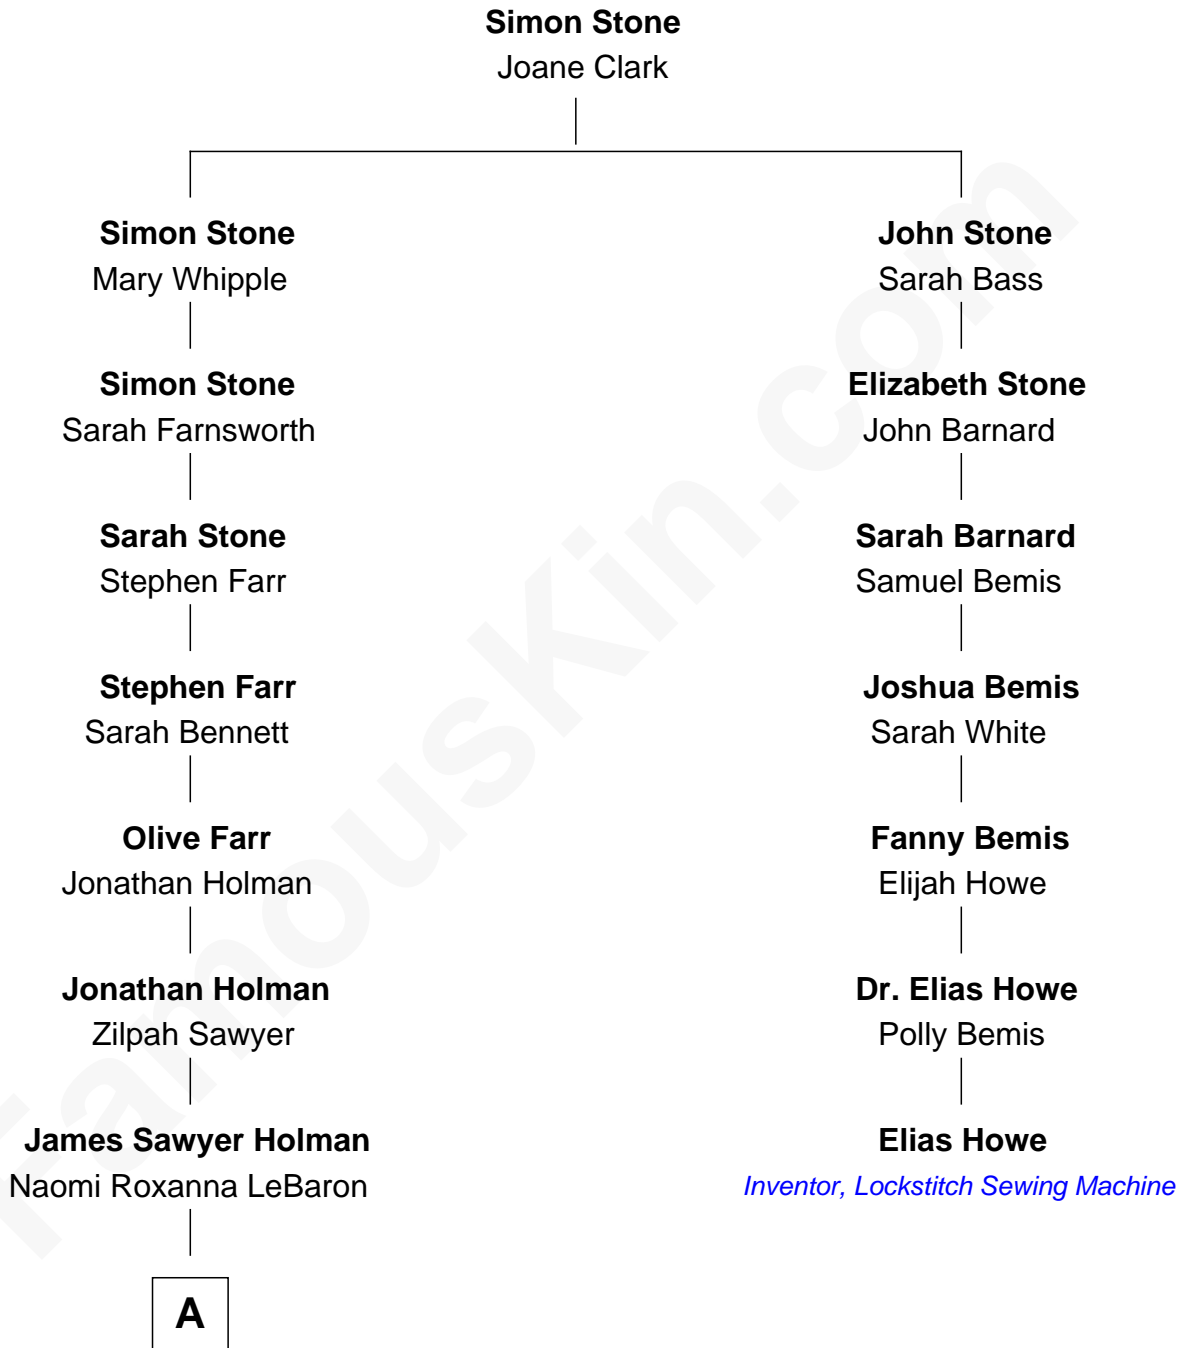 Simon Stone
Joane Clark
Simon Stone
Mary Whipple
John Stone
Sarah Bass
Simon Stone
Sarah Farnsworth
Elizabeth Stone
John Barnard
Sarah Stone
Stephen Farr
Sarah Barnard
Samuel Bemis
Stephen Farr
Sarah Bennett
Joshua Bemis
Sarah White
Olive Farr
Jonathan Holman
Fanny Bemis
Elijah Howe
Jonathan Holman
Zilpah Sawyer
Dr. Elias Howe
Polly Bemis
James Sawyer Holman
Naomi Roxanna LeBaron
Elias Howe
Inventor, Lockstitch Sewing Machine
A
FamousKin.com